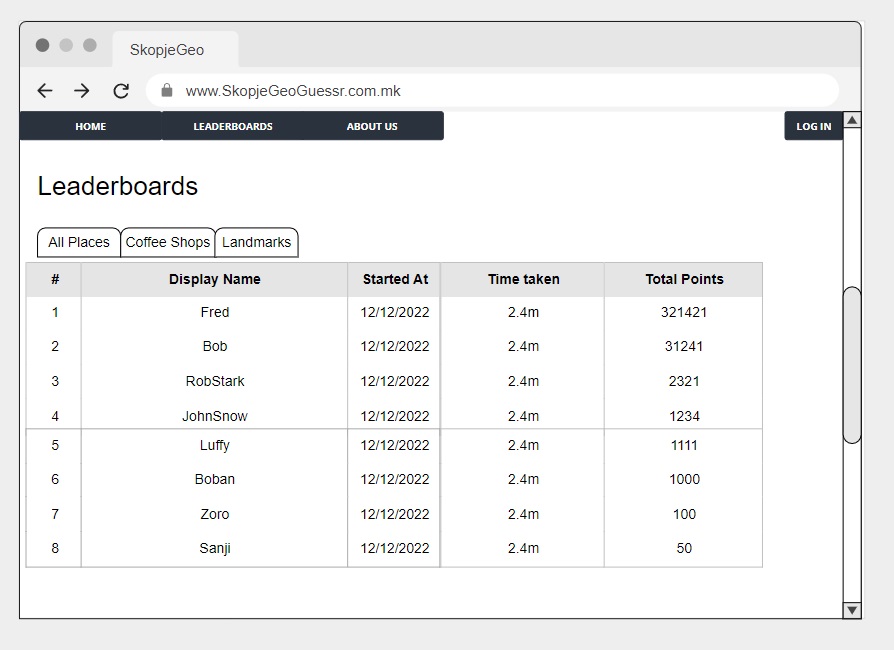 SkopjeGeo
www.SkopjeGeoGuessr.com.mk
HOME LEADERBOARDS ABOUT US LOG IN
Leaderboards
All Places Coffee Shops Landmarks
# Display Name Started At Time taken Total Points
1 Fred 12/12/2022 2.4m 321421
2 Bob 12/12/2022 2.4m 31241
3 RobStark 12/12/2022 2.4m 2321
4 JohnSnow 12/12/2022 2.4m 1234
5 Luffy 12/12/2022 2.4m 1111
6 Boban 12/12/2022 2.4m 1000
7 Zoro 12/12/2022 2.4m 100
8 Sanji 12/12/2022 2.4m 50